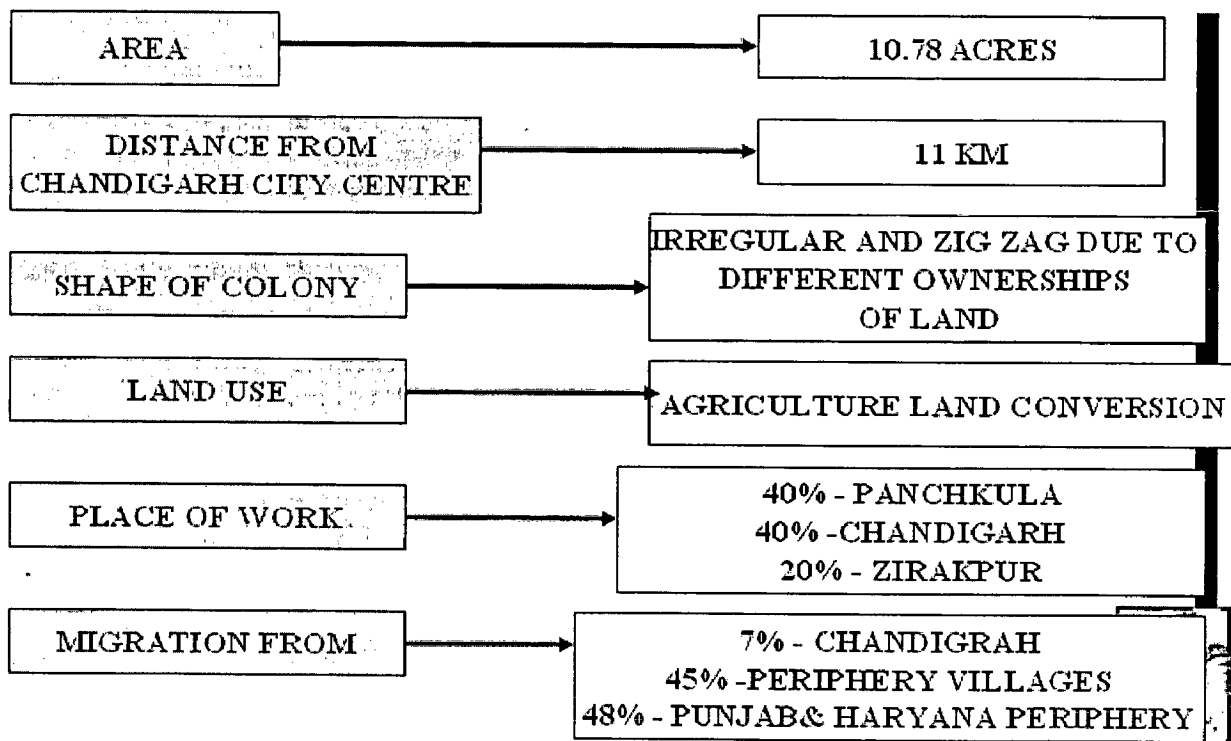 AREA
10.78 ACRES
DISTANCE FROM
CHANDIGARH CITY CENTRE
11 KM
SHAPE OF COLONY
IRREGULAR AND ZIG ZAG DUE TO
DIFFERENT OWNERSHIPS
OF LAND
LAND USE
AGRICULTURE LAND CONVERSION
PLACE OF WORK
40% - PANCHKULA
40% -CHANDIGARH
20% - ZIRAKPUR
MIGRATION FROM
7% - CHANDIGRAH
45% -PERIPHERY VILLAGES
48% - PUNJAB& HARYANA PERIPHERY